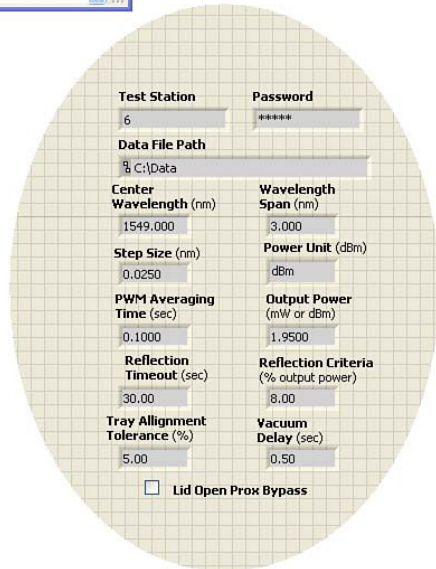 Test Station Password
6 *****
Data File Path
C:\Data
Center Wavelength
Wavelength (nm) Span (nm)
1549.000 3.000
Step Size (nm) Power Unit (dBm)
0.0250 dBm
PWM Averaging Output Power
Time (sec) (mW or dBm)
0.1000 1.9500
Reflection Reflection Criteria
Timeout (sec) (% output power)
30.00 8.00
Tray Allignment Vacuum
Tolerance (%) Delay (sec)
5.00 0.50
Lid Open Prox Bypass